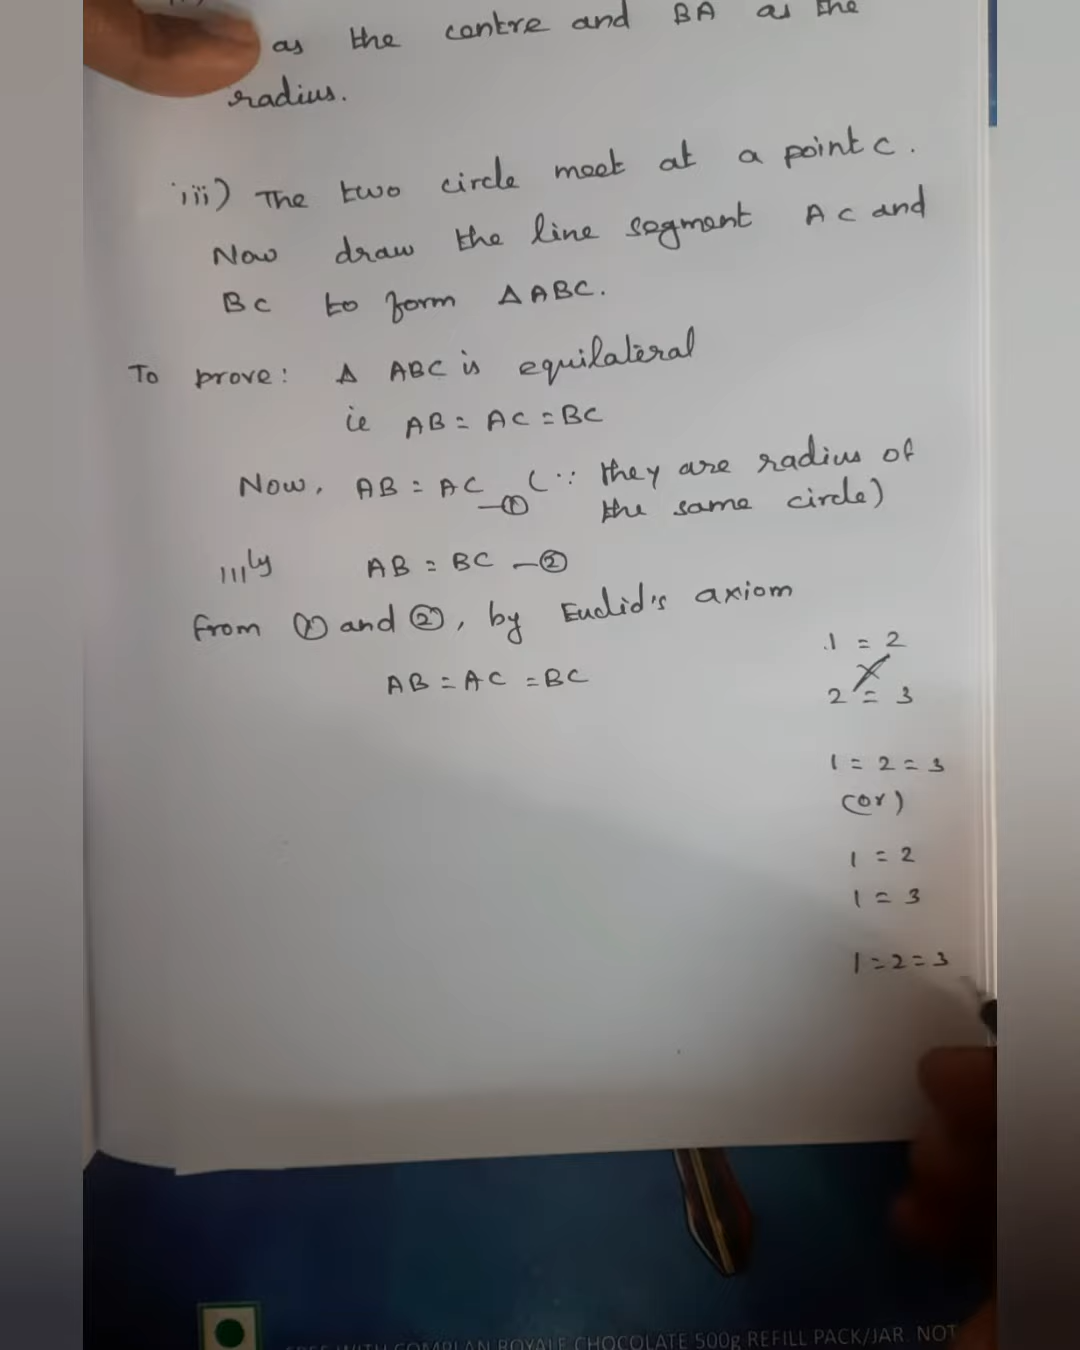 as the centre and BA as the
radius.
iii) The two circle meet at a point C.
Now draw the line segment AC and
BC to form ΔABC.
To prove: Δ ABC is equilateral
ie AB = AC = BC
Now, AB = AC —① (∵ they are radius of
the same circle)
lllly AB = BC —②
From ① and ②, by Euclid's axiom
AB = AC = BC
1 = 2
2 = 3
1 = 2 = 3
(or)
1 = 2
1 = 3
1 = 2 = 3
COMPLAN ROYALE CHOCOLATE 500g REFILL PACK/JAR. NOT